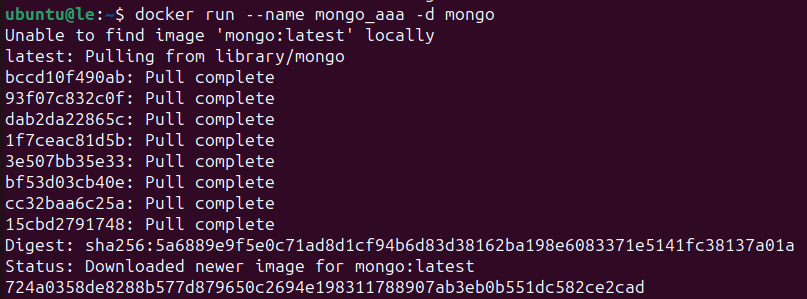 ubuntu@le:~$ docker run --name mongo_aaa -d mongo
Unable to find image 'mongo:latest' locally
latest: Pulling from library/mongo
bccd10f490ab: Pull complete
93f07c832c0f: Pull complete
dab2da22865c: Pull complete
1f7ceac81d5b: Pull complete
3e507bb35e33: Pull complete
bf53d03cb40e: Pull complete
cc32baa6c25a: Pull complete
15cbd2791748: Pull complete
Digest: sha256:5a6889e9f5e0c71ad8d1cf94b6d83d38162ba198e6083371e5141fc38137a01a
Status: Downloaded newer image for mongo:latest
724a0358de8288b577d879650c2694e198311788907ab3eb0b551dc582ce2cad